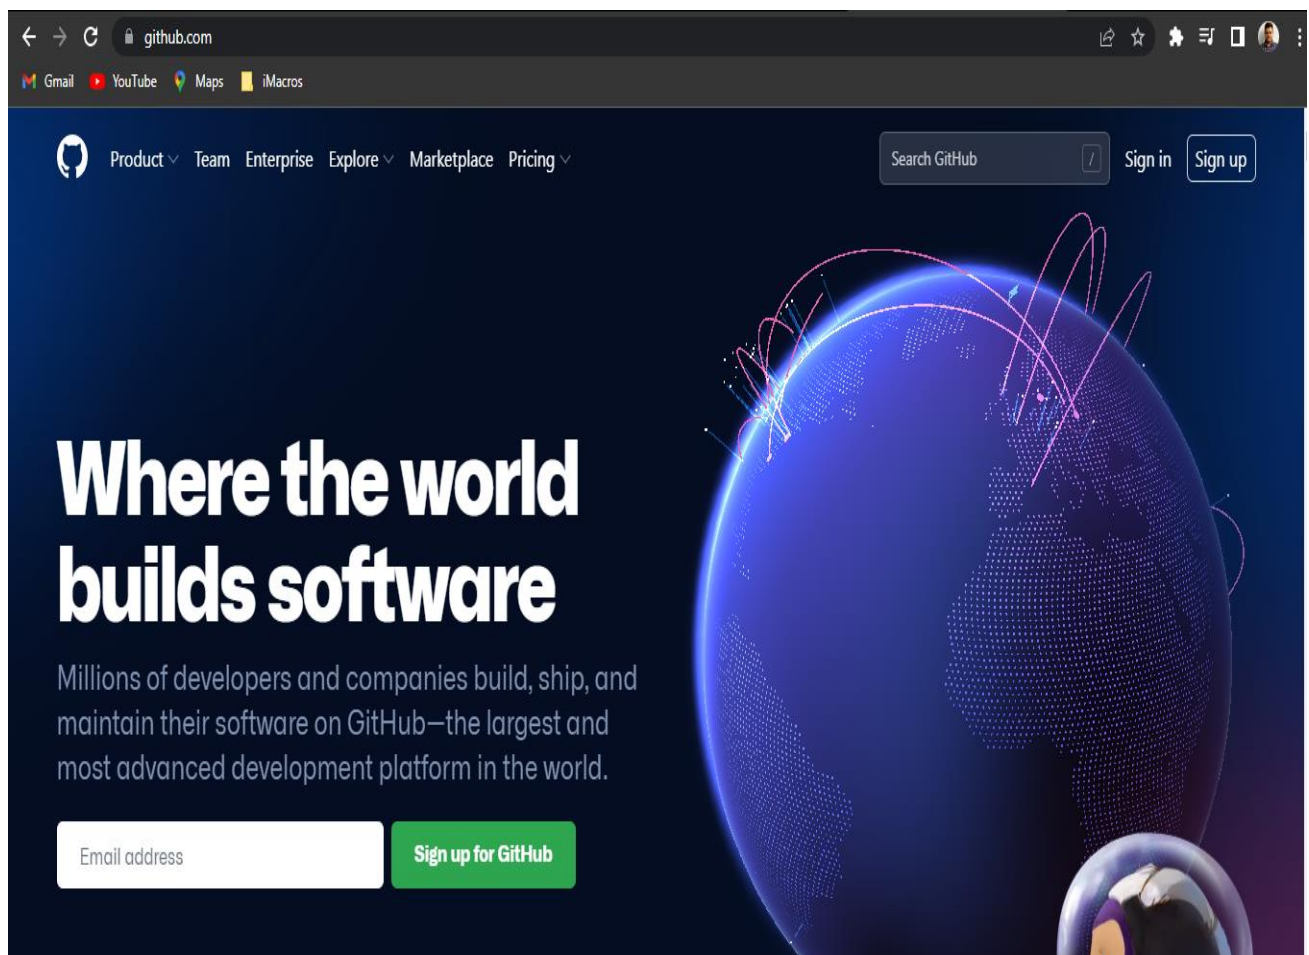 github.com
Gmail YouTube Maps iMacros
Product Team Enterprise Explore Marketplace Pricing Search GitHub / Sign in Sign up
Where the world
builds software
Millions of developers and companies build, ship, and
maintain their software on GitHub—the largest and
most advanced development platform in the world.
Email address Sign up for GitHub